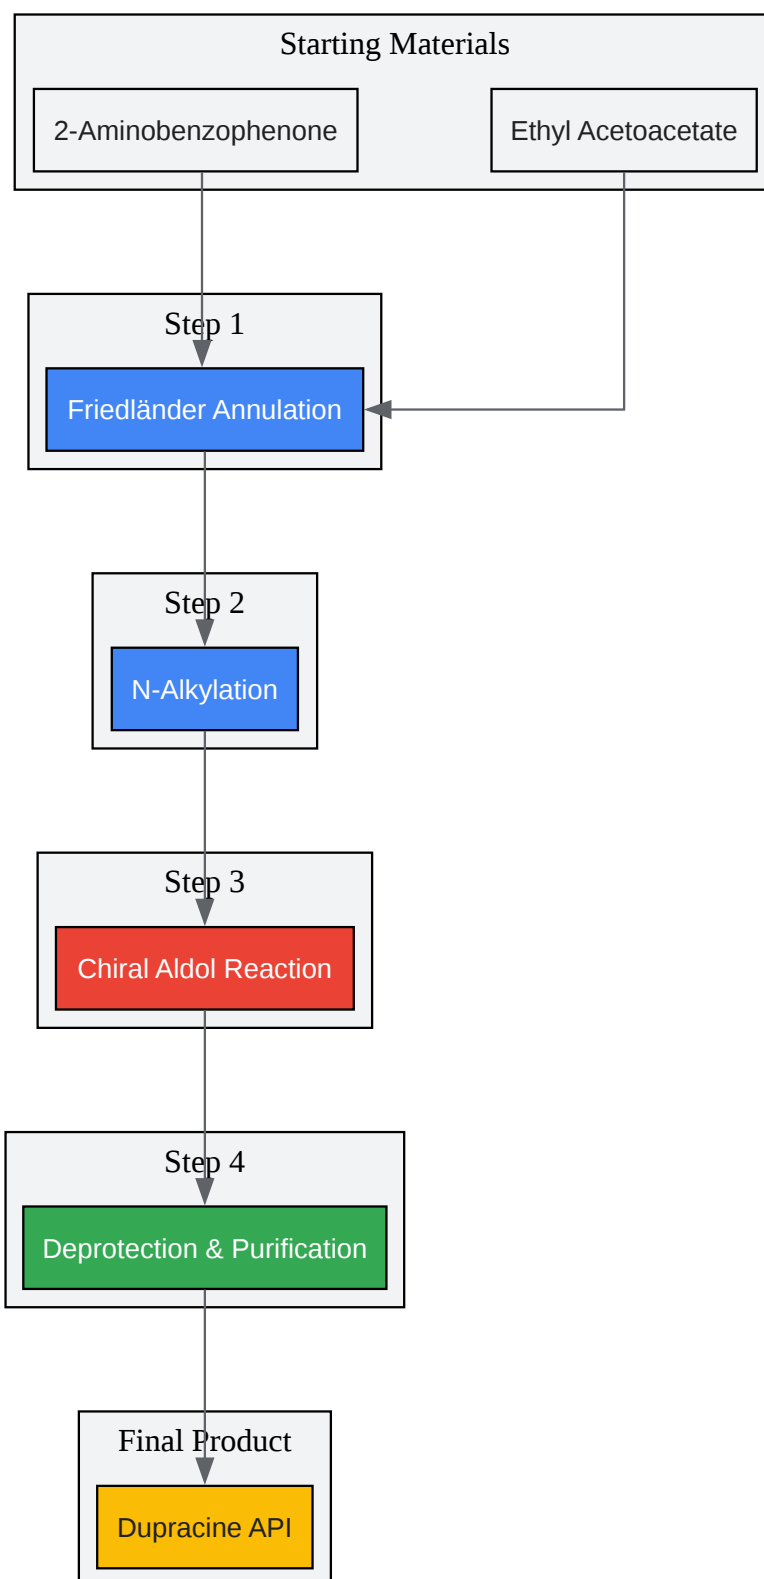 Starting Materials
2-Aminobenzophenone
Ethyl Acetoacetate
Step 1
Friedländer Annulation
Step 2
N-Alkylation
Step 3
Chiral Aldol Reaction
Step 4
Deprotection & Purification
Final Product
Dupracine API